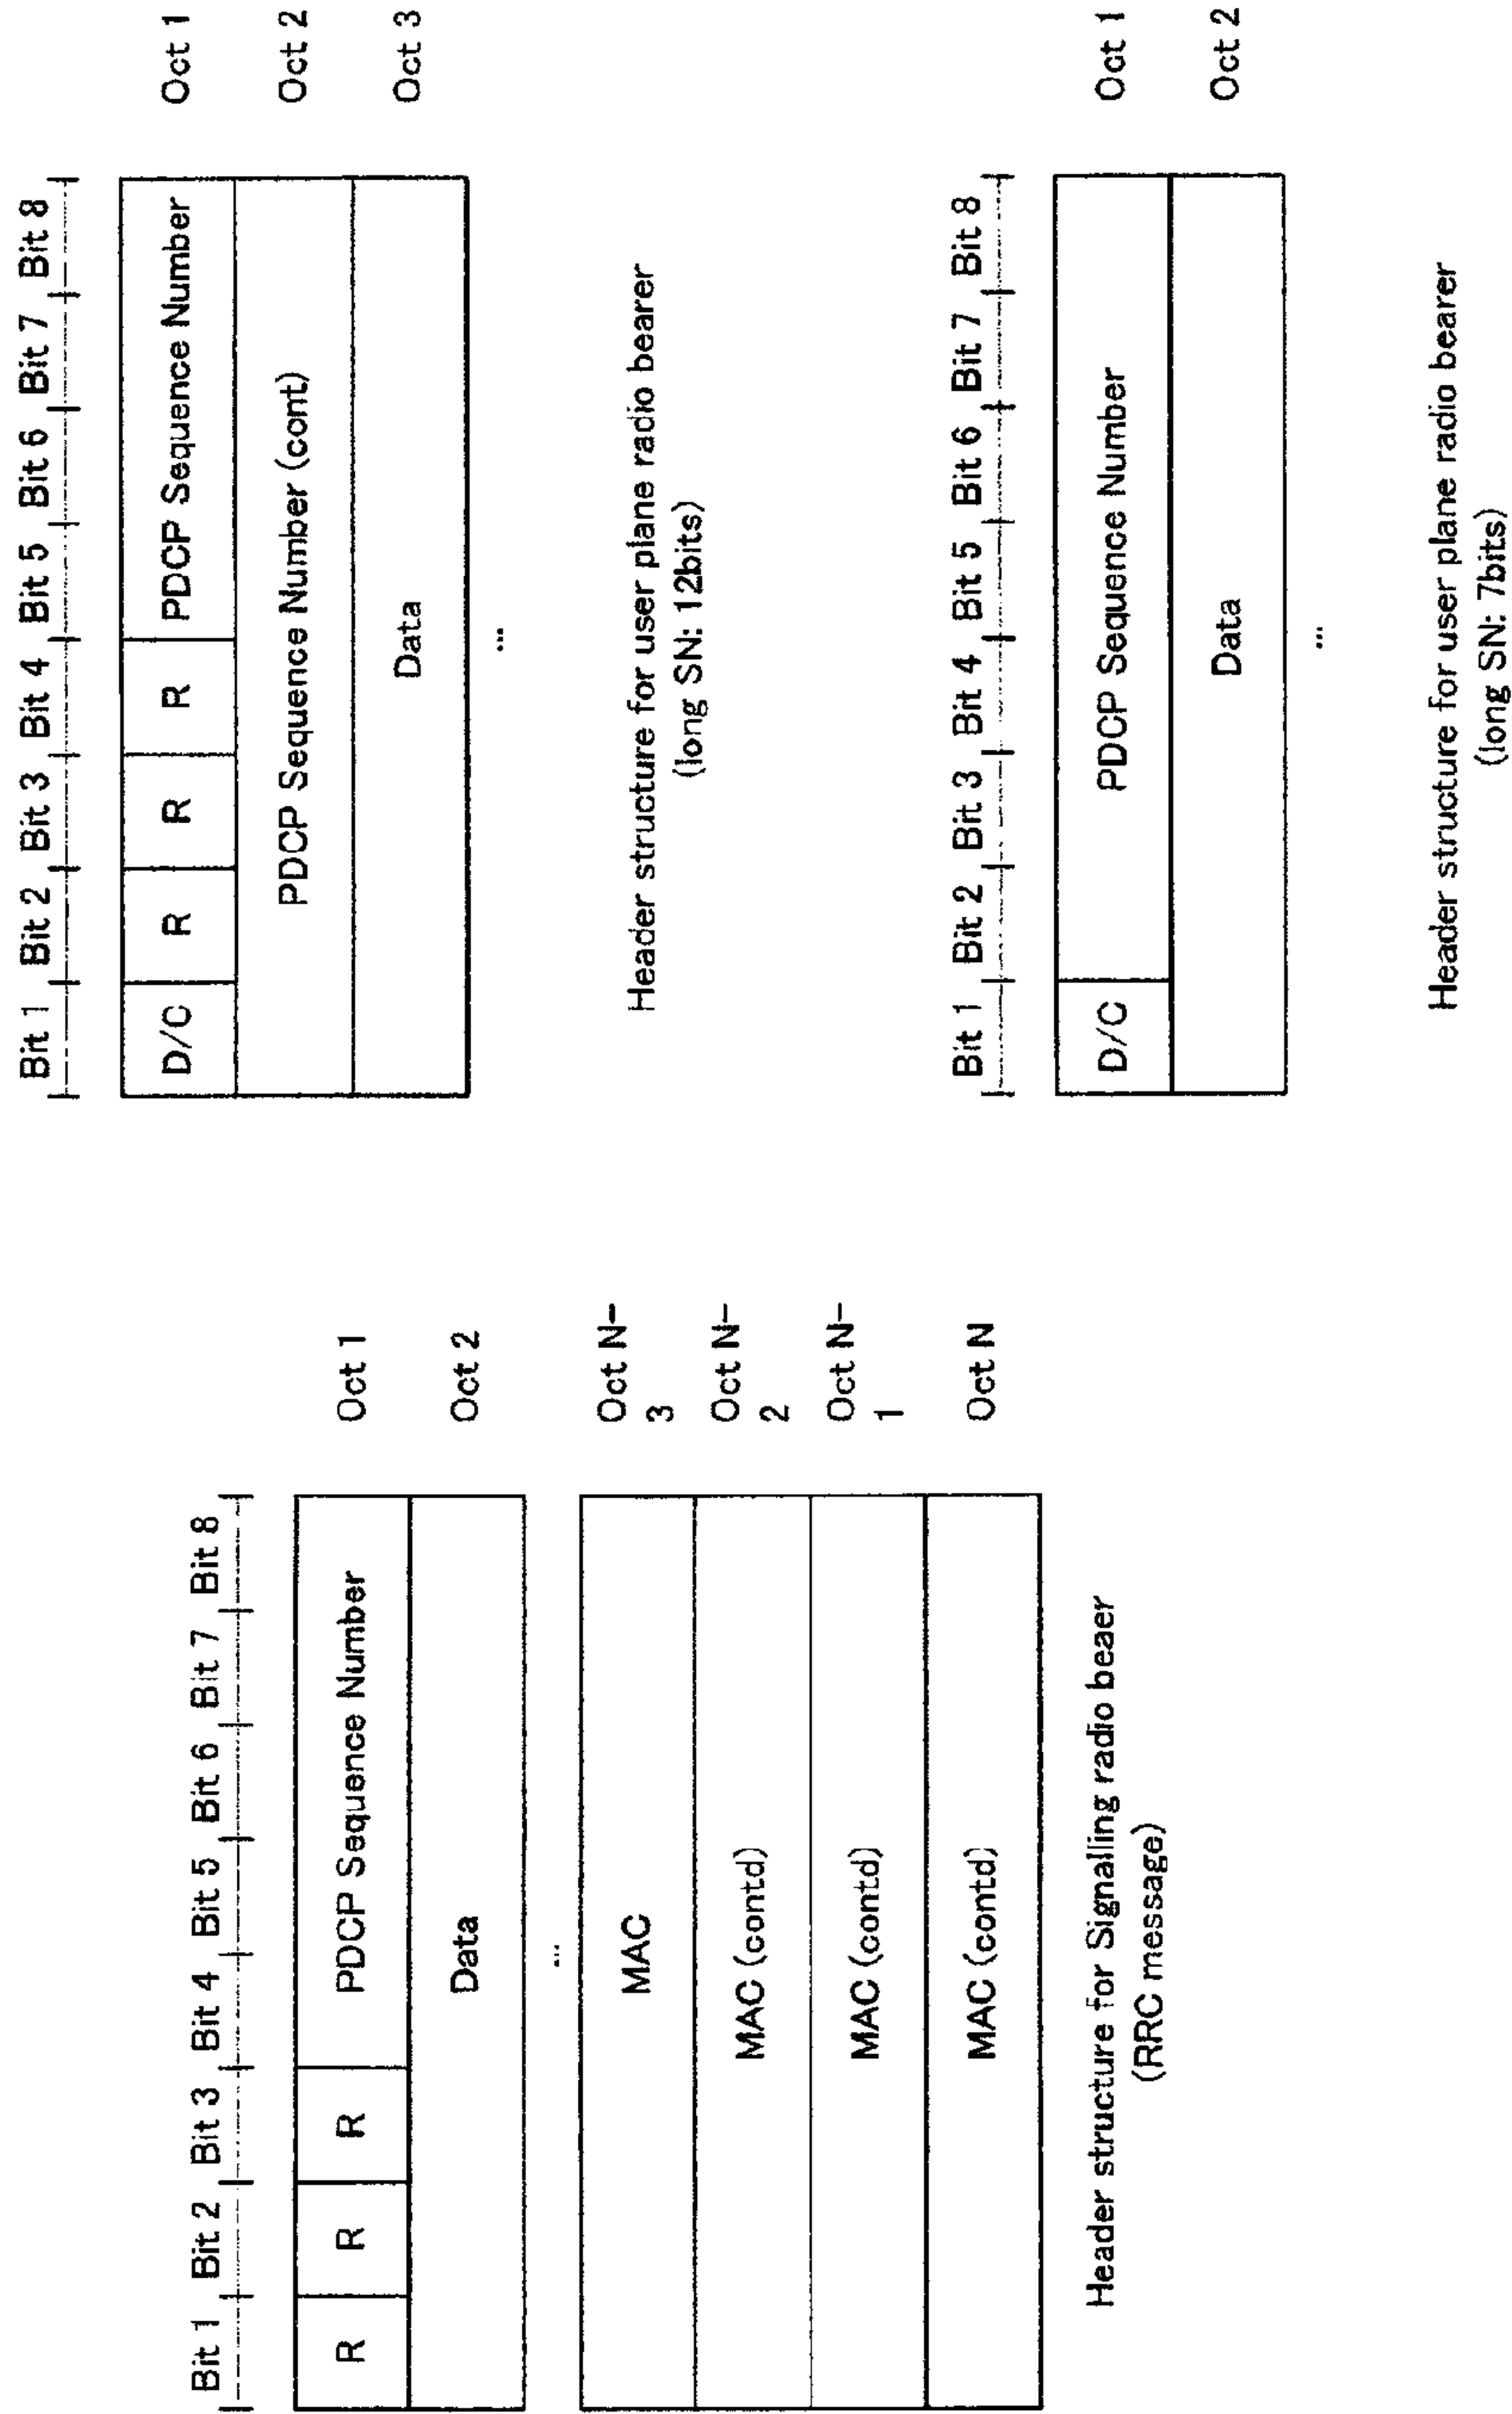 Bit 1 Bit 2 Bit 3 Bit 4 Bit 5 Bit 6 Bit 7 Bit 8
R R R PDCP Sequence Number Oct 1
Data Oct 2
...
MAC Oct N-3
MAC (contd) Oct N-2
MAC (contd) Oct N-1
MAC (contd) Oct N
Header structure for Signalling radio beaer
(RRC message)
Bit 1 Bit 2 Bit 3 Bit 4 Bit 5 Bit 6 Bit 7 Bit 8
D/C R R R PDCP Sequence Number Oct 1
PDCP Sequence Number (cont) Oct 2
Data Oct 3
...
Header structure for user plane radio bearer
(long SN: 12bits)
Bit 1 Bit 2 Bit 3 Bit 4 Bit 5 Bit 6 Bit 7 Bit 8
D/C PDCP Sequence Number Oct 1
Data Oct 2
...
Header structure for user plane radio bearer
(long SN: 7bits)